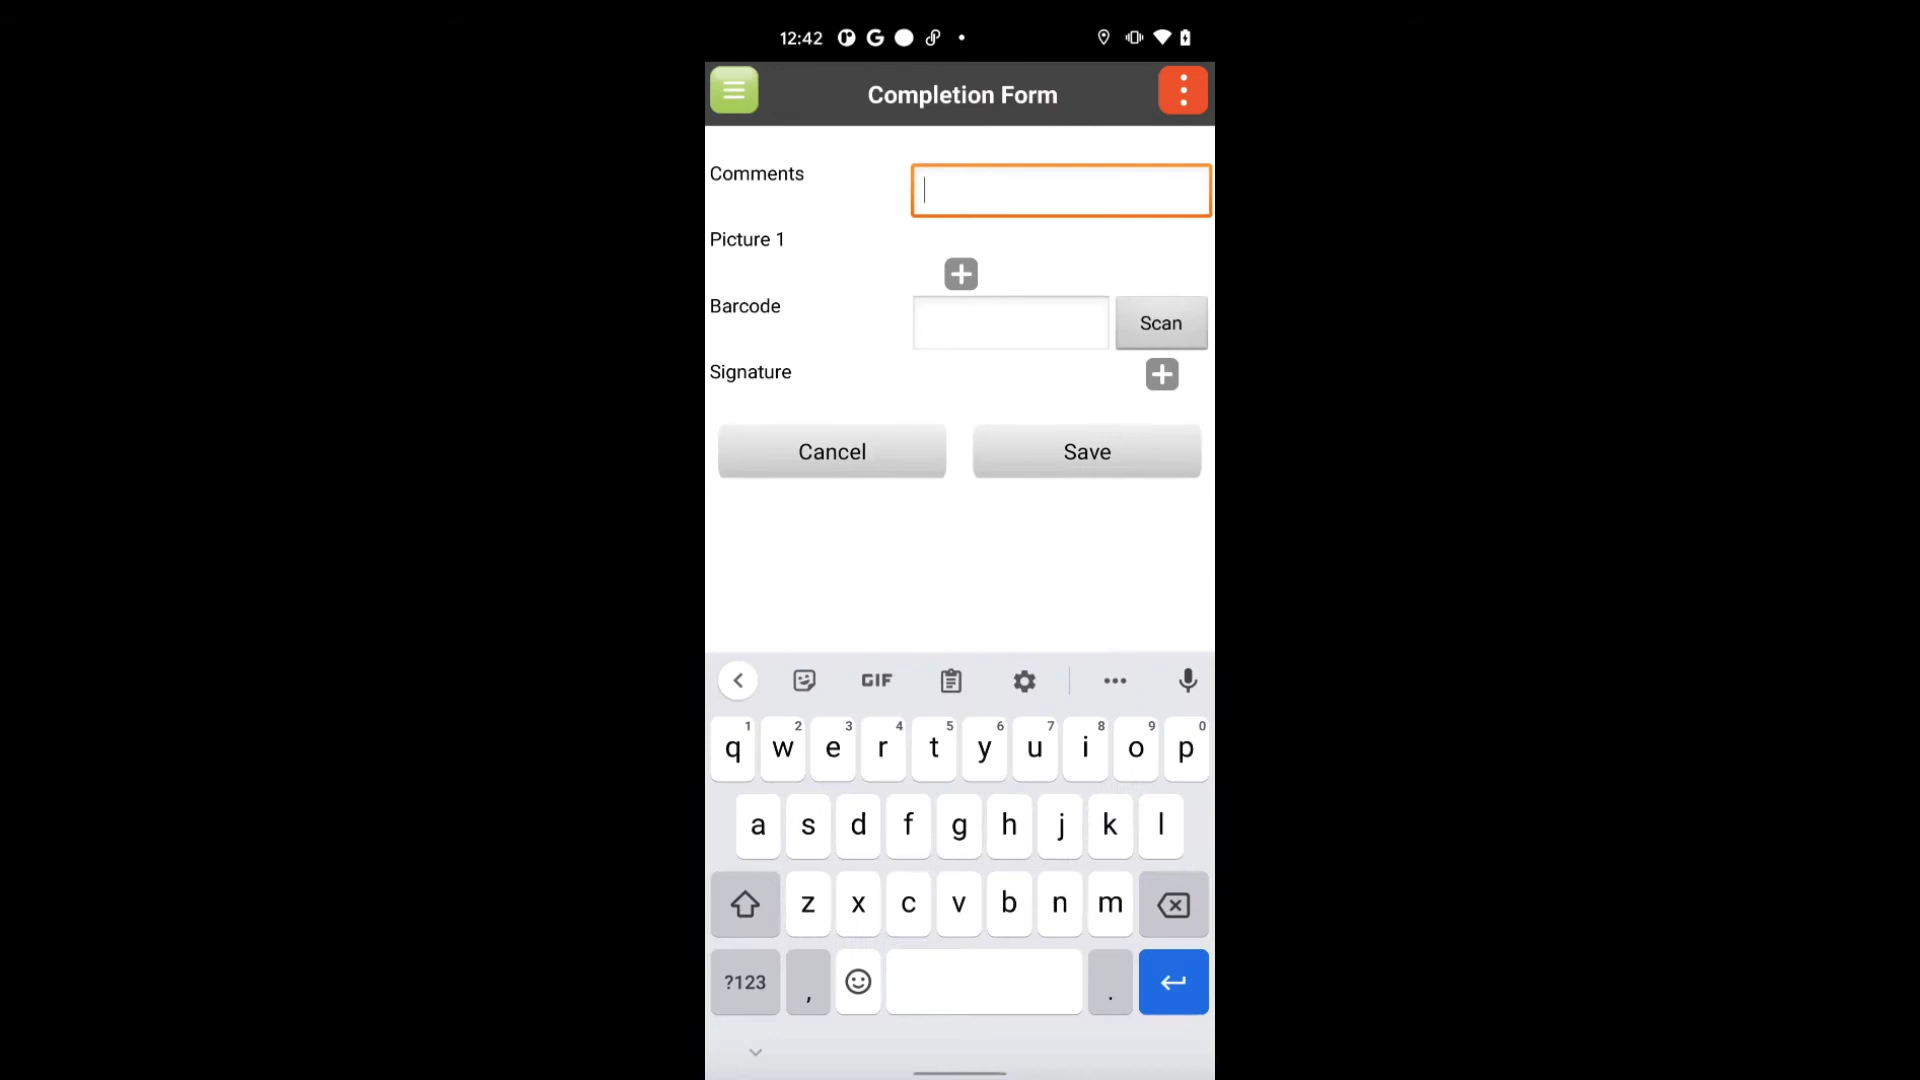 12:42
Completion Form
Comments
Picture 1
Barcode
Scan
Signature
Cancel Save
GIF
1 2 3 4 5 6 7 8 9 0
q w e r t y u i o p
a s d f g h j k l
z x c v b n m
?123 , .